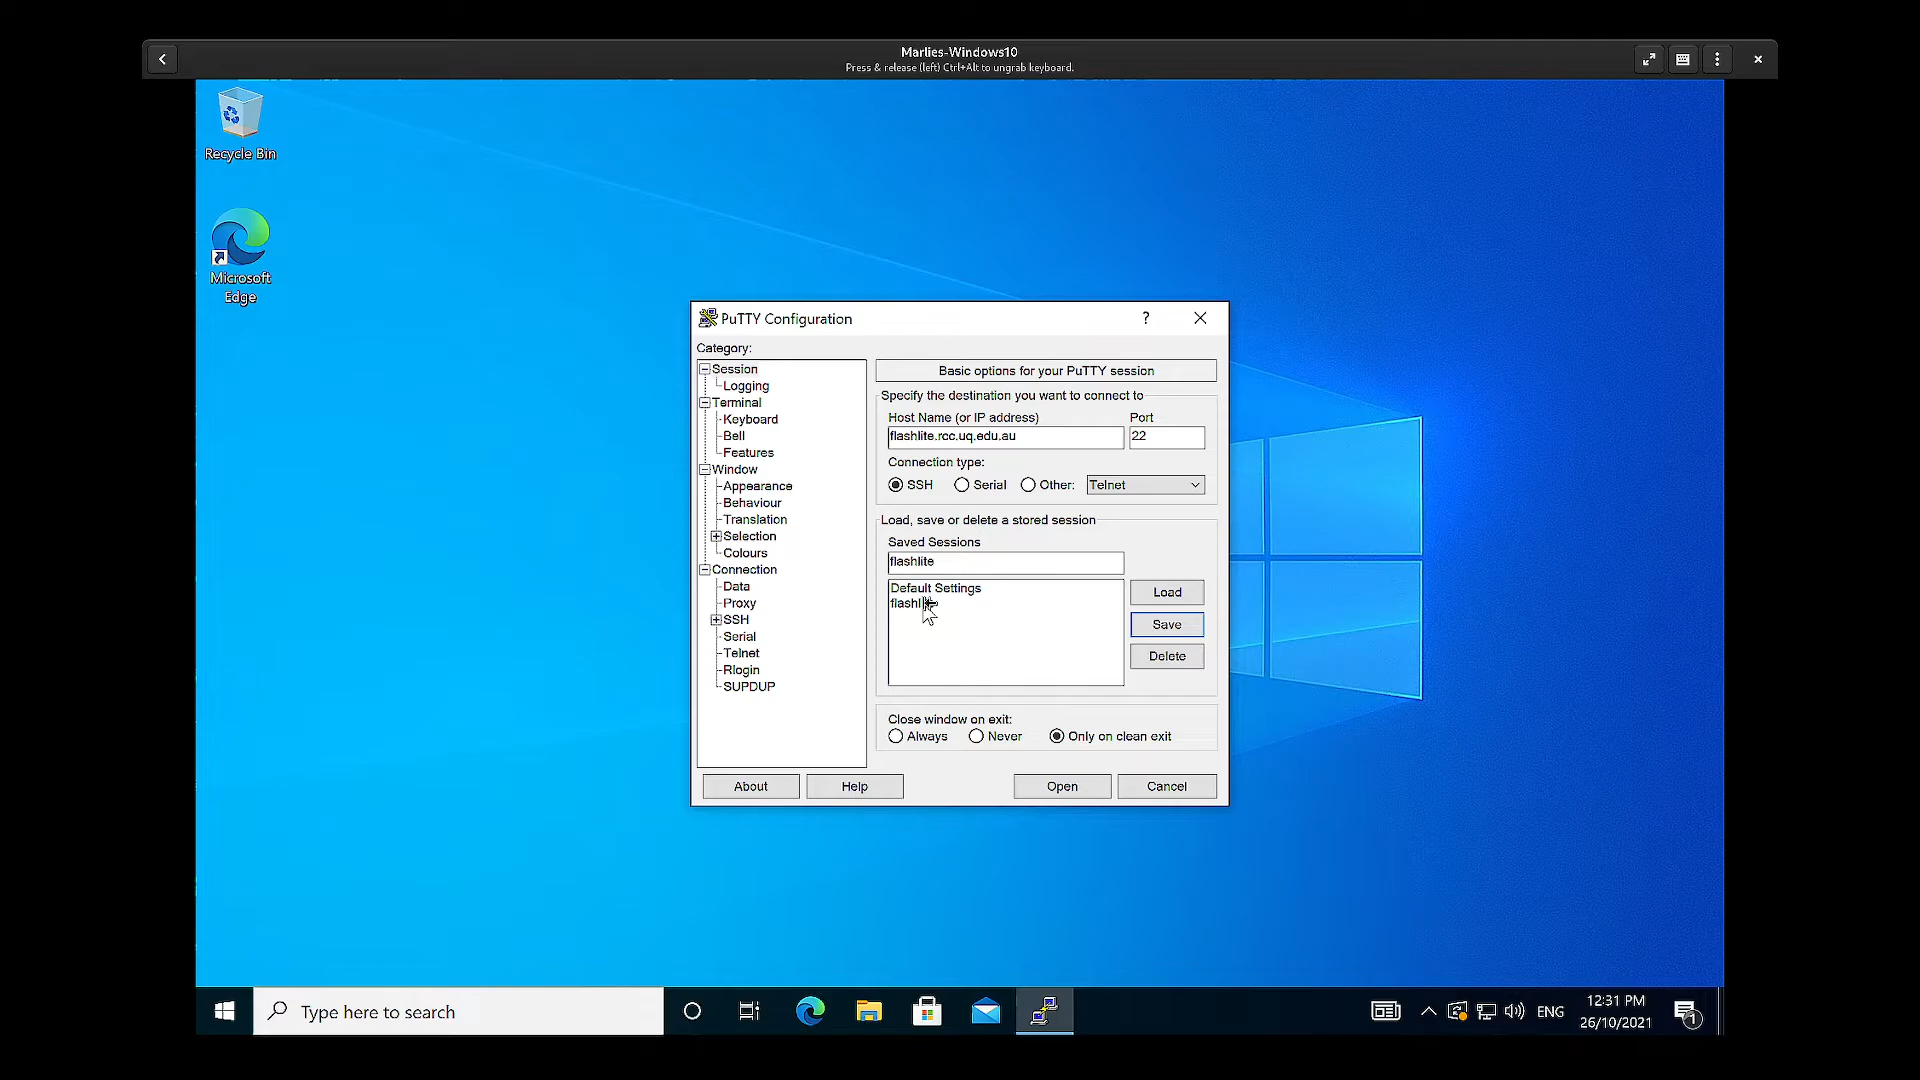 Marlies-Windows10
Press & release (left) Ctrl+Alt to ungrab keyboard.
Recycle Bin
Microsoft
Edge
PuTTY Configuration
?
Category:
Session
Logging
Terminal
Keyboard
Bell
Features
Window
Appearance
Behaviour
Translation
Selection
Colours
Connection
Data
Proxy
SSH
Serial
Telnet
Rlogin
SUPDUP
Basic options for your PuTTY session
Specify the destination you want to connect to
Host Name (or IP address) Port
flashlite.rcc.uq.edu.au 22
Connection type:
SSH Serial Other: Telnet
Load, save or delete a stored session
Saved Sessions
flashlite
Default Settings
Load
Save
Delete
Close window on exit:
Always Never Only on clean exit
About Help Open Cancel
Type here to search
ENG
12:31 PM
26/10/2021
1